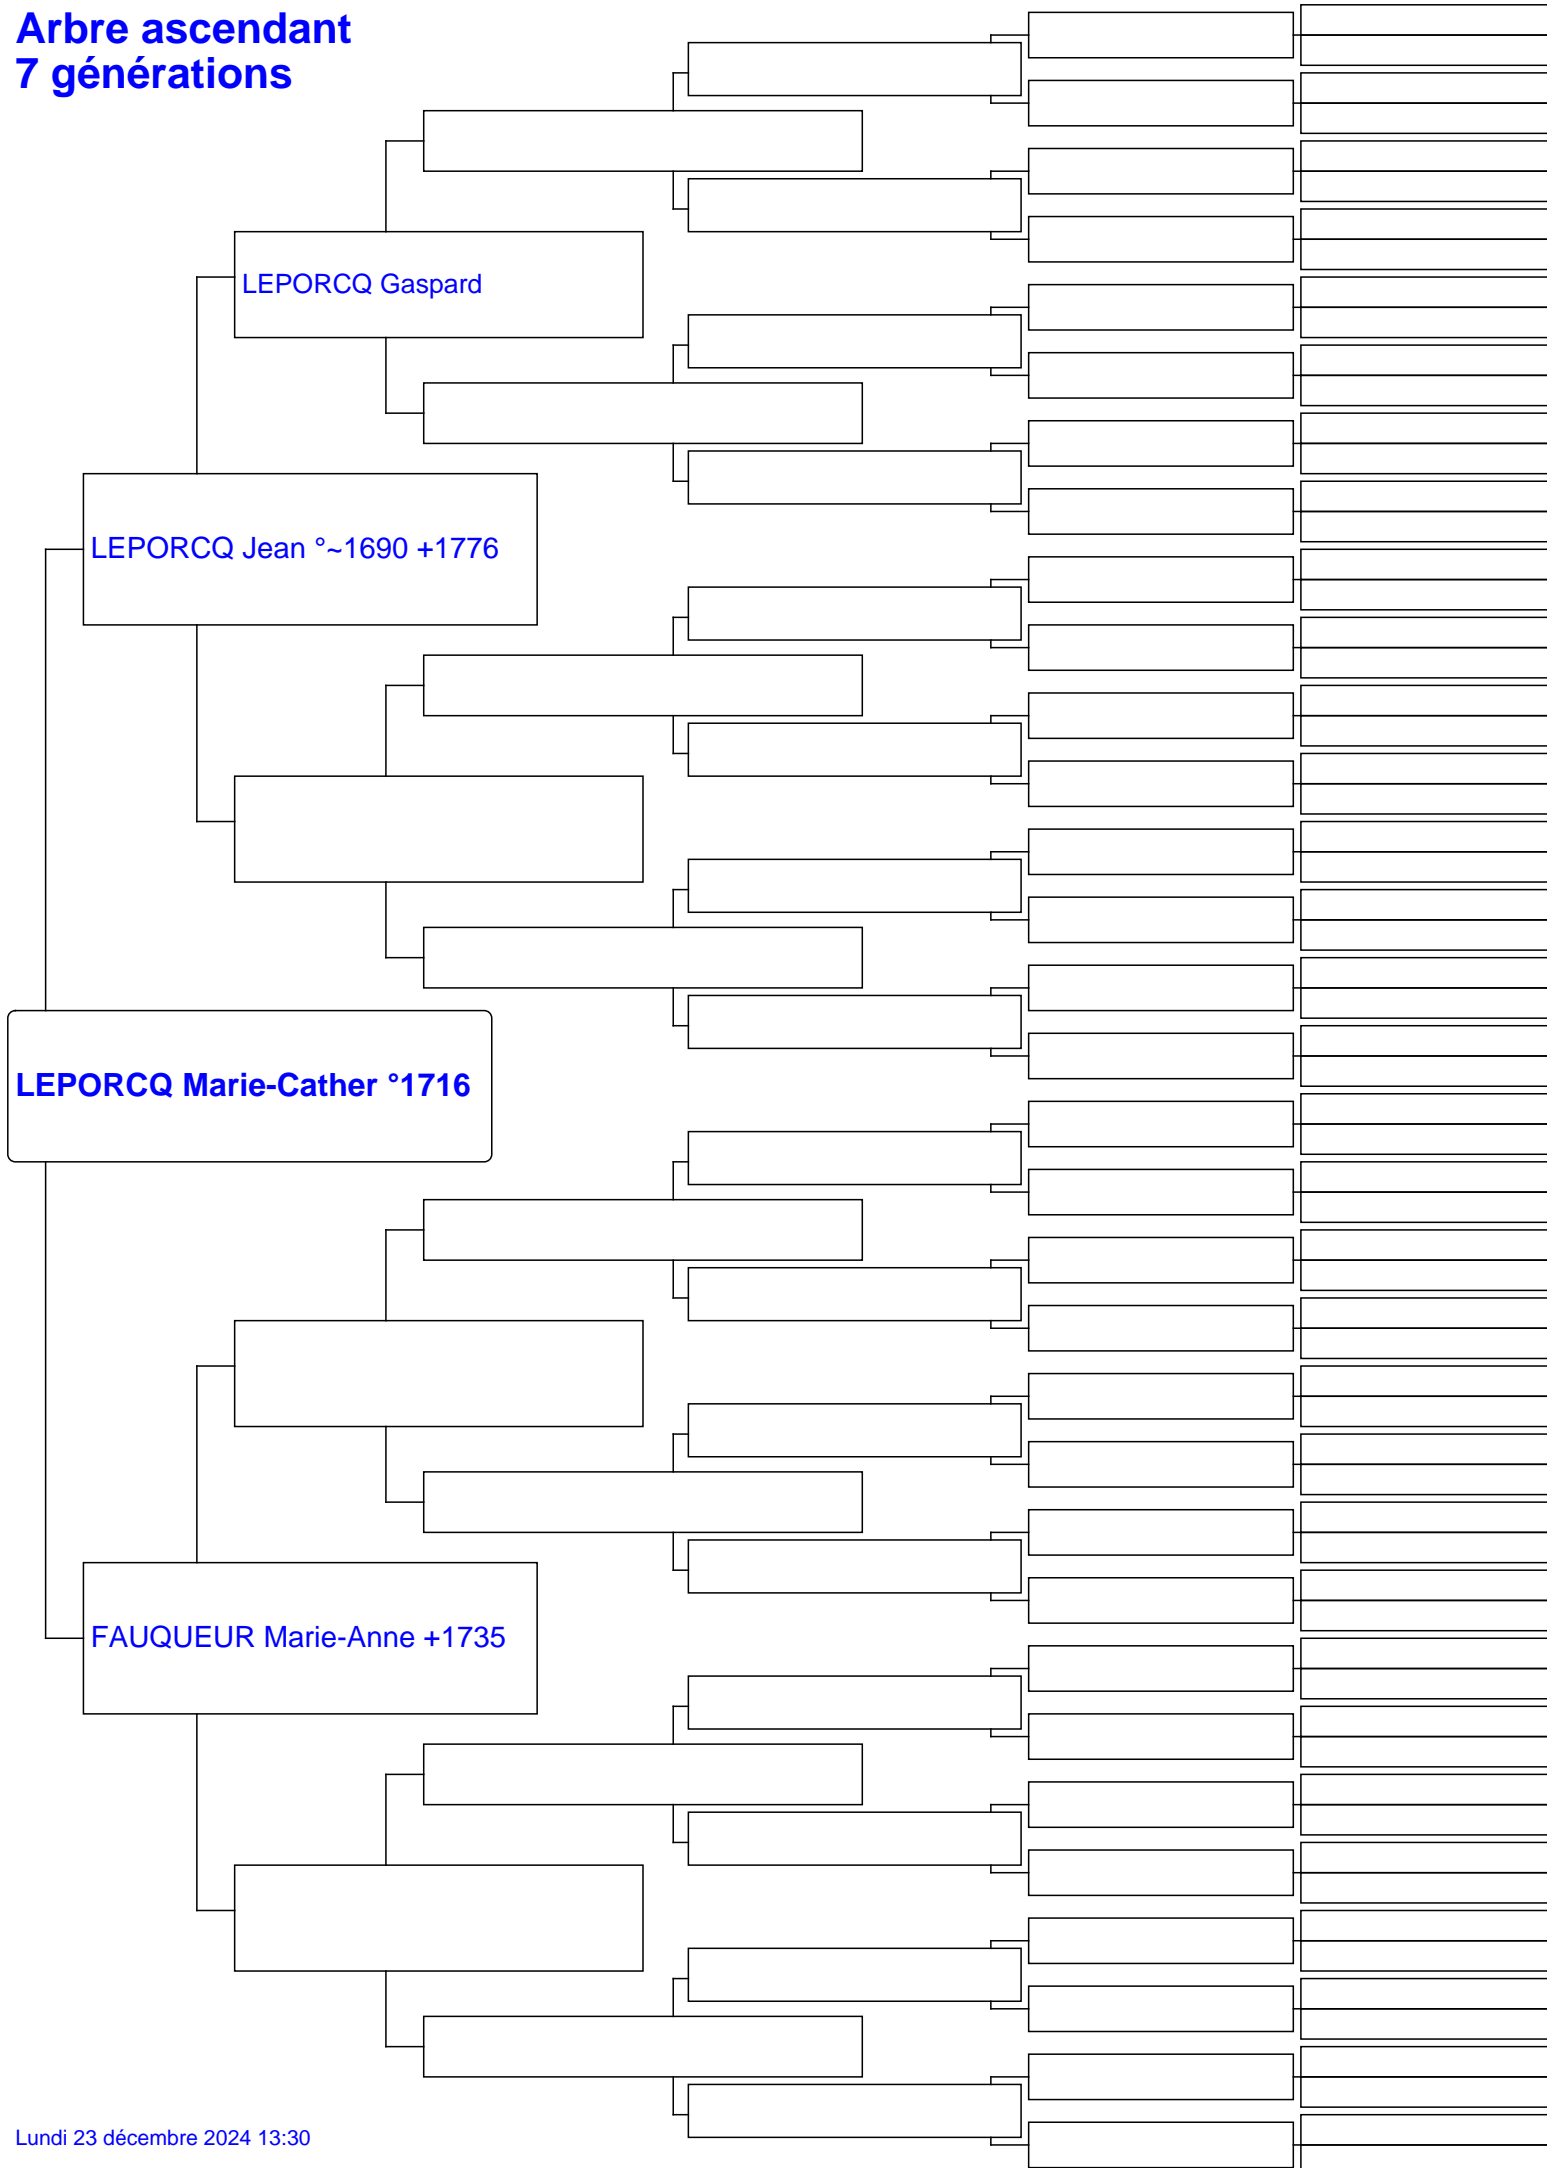 Arbre ascendant
7 générations
LEPORCQ Gaspard
LEPORCQ Jean °~1690 +1776
LEPORCQ Marie-Cather °1716
FAUQUEUR Marie-Anne +1735
Lundi 23 décembre 2024 13:30